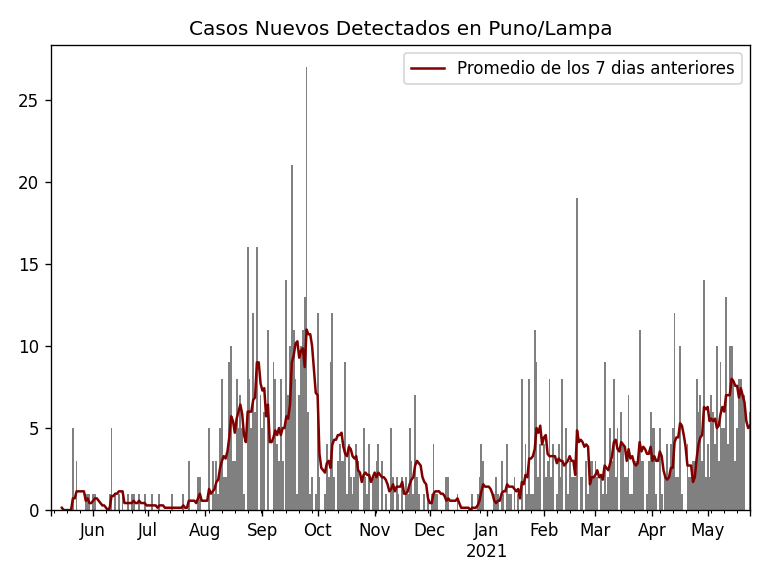 Casos Nuevos Detectados en Puno/Lampa
Promedio de los 7 dias anteriores
25
20
15
10
5
0
Jun Jul Aug Sep Oct Nov Dec Jan Feb Mar Apr May
2021